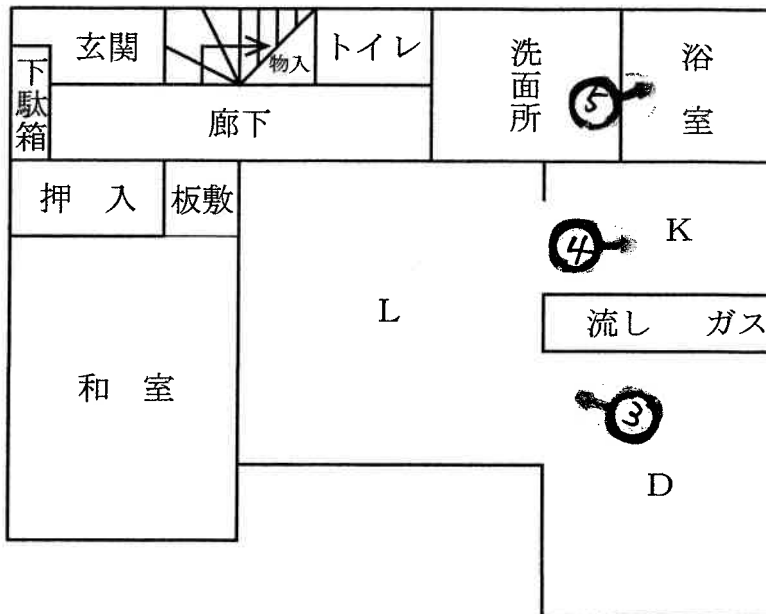 玄関
物入
トイレ
洗面所
浴室
下駄箱
廊下
⑤
押入
板敷
④
K
L
流し ガス
和室
③
D